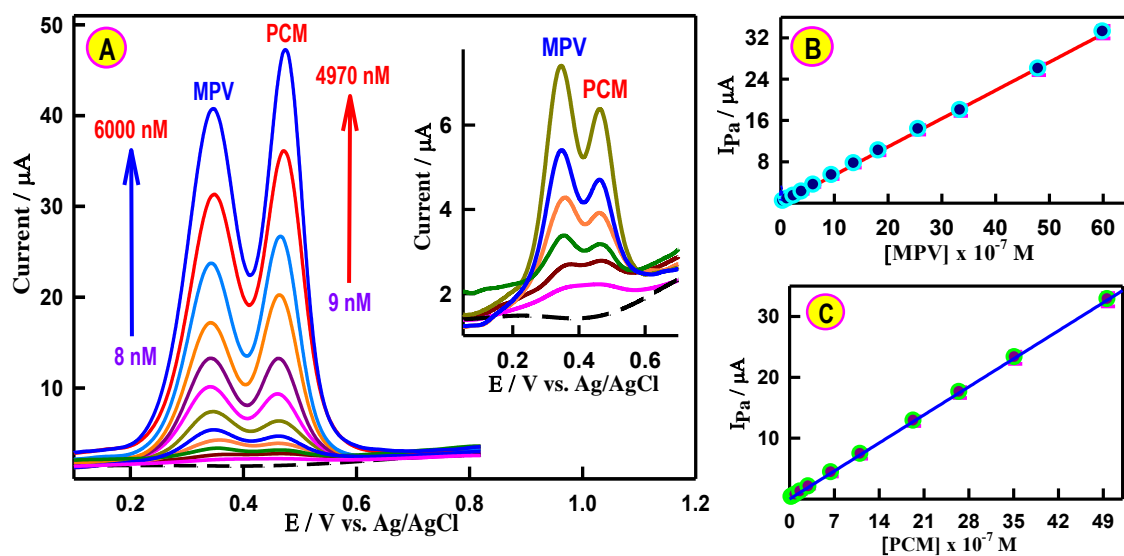 A
50
40
30
20
10
Current / µA
0.2
0.4
0.6
0.8
1.0
1.2
E / V vs. Ag/AgCl
MPV
PCM
6000 nM
8 nM
4970 nM
9 nM
6
4
2
Current / µA
0.2
0.4
0.6
E / V vs. Ag/AgCl
MPV
PCM
B
32
24
16
8
I Pa / µA
0
10
20
30
40
50
60
[MPV] x 10-7 M
C
30
20
10
I Pa / µA
0
7
14
21
28
35
42
49
[PCM] x 10-7 M